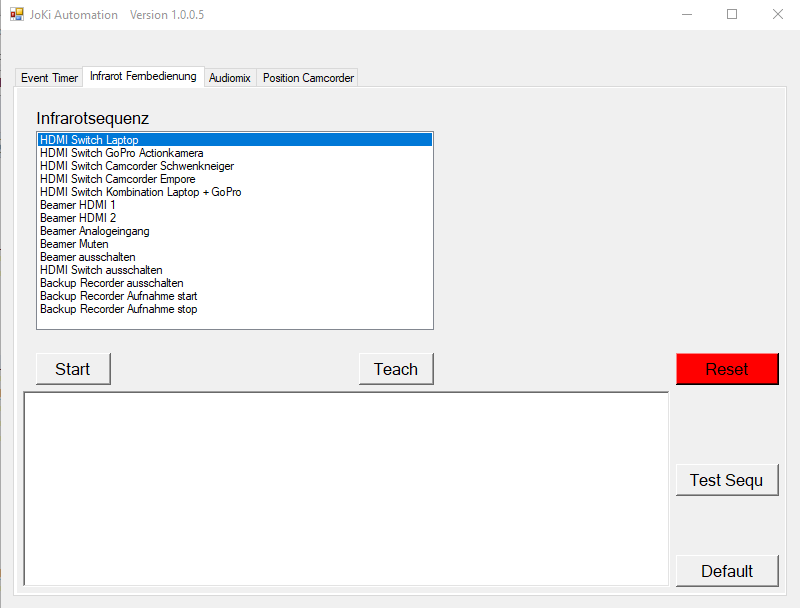 JoKi Automation Version 1.0.0.5
Event Timer Infrarot Fernbedienung Audiomix Position Camcorder
Infrarotsequenz
HDMI Switch Laptop
HDMI Switch GoPro Actionkamera
HDMI Switch Camcorder Schwenkneiger
HDMI Switch Camcorder Empore
HDMI Switch Kombination Laptop + GoPro
Beamer HDMI 1
Beamer HDMI 2
Beamer Analogeingang
Beamer Muten
Beamer ausschalten
HDMI Switch ausschalten
Backup Recorder ausschalten
Backup Recorder Aufnahme start
Backup Recorder Aufnahme stop
Start Teach Reset
Test Sequ
Default